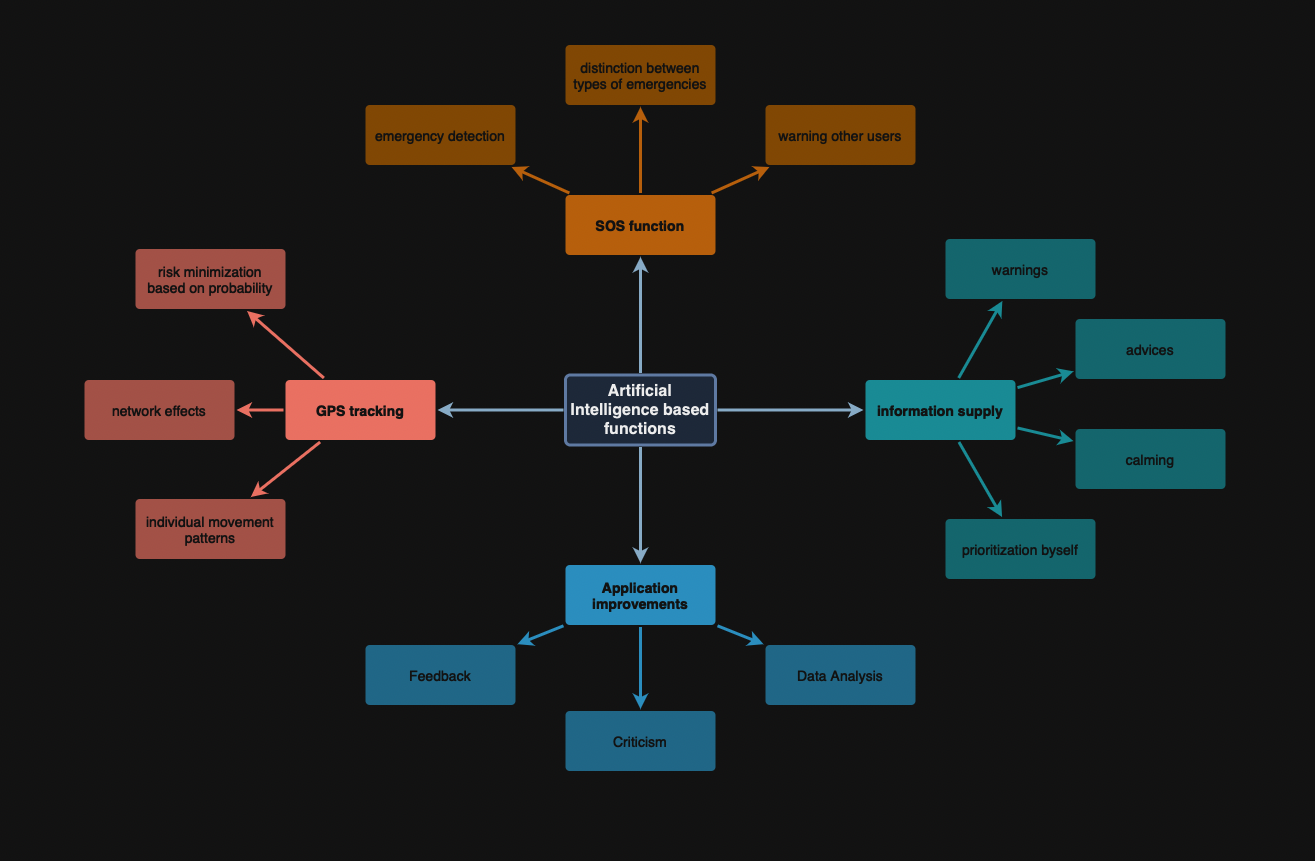 distinction between
types of emergencies
emergency detection
warning other users
SOS function
risk minimization
based on probability
warnings
advices
network effects
GPS tracking
Artificial
Intelligence based
functions
information supply
calming
individual movement
patterns
prioritization byself
Application
improvements
Feedback
Data Analysis
Criticism